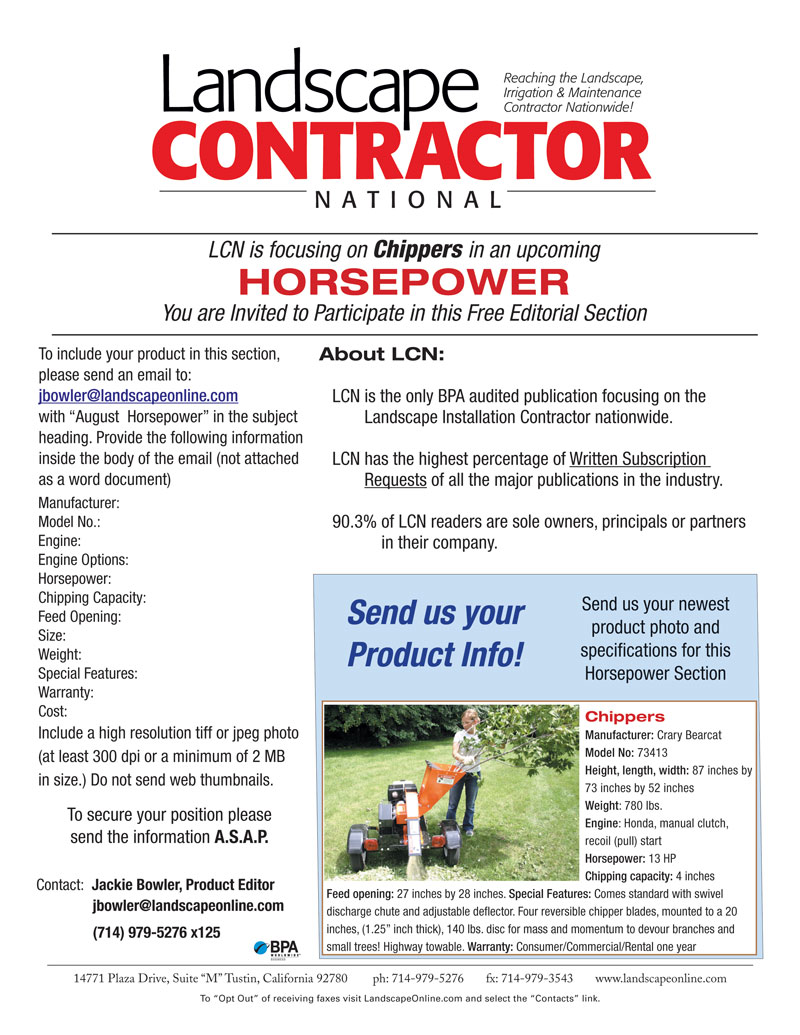 Landscape
Reaching the Landscape,
Irrigation & Maintenance
Contractor Nationwide!
CONTRACTOR
NATIONAL
LCN is focusing on Chippers in an upcoming
HORSEPOWER
You are Invited to Participate in this Free Editorial Section
To include your product in this section,
please send an email to:
jbowler@landscapeonline.com
with “August  Horsepower” in the subject
heading. Provide the following information
inside the body of the email (not attached
as a word document)
Manufacturer:
Model No.:
Engine:
Engine Options:
Horsepower:
Chipping Capacity:
Feed Opening:
Size:
Weight:
Special Features:
Warranty:
Cost:
Include a high resolution tiff or jpeg photo
(at least 300 dpi or a minimum of 2 MB
in size.) Do not send web thumbnails.
To secure your position please
send the information A.S.A.P.
Contact:  Jackie Bowler, Product Editor
jbowler@landscapeonline.com
(714) 979-5276 x125
BPA
WORLDWIDE
About LCN:
LCN is the only BPA audited publication focusing on the
Landscape Installation Contractor nationwide.
LCN has the highest percentage of Written Subscription
Requests of all the major publications in the industry.
90.3% of LCN readers are sole owners, principals or partners
in their company.
Send us your
Product Info!
Send us your newest
product photo and
specifications for this
Horsepower Section
Chippers
Manufacturer: Crary Bearcat
Model No: 73413
Height, length, width: 87 inches by
73 inches by 52 inches
Weight: 780 lbs.
Engine: Honda, manual clutch,
recoil (pull) start
Horsepower: 13 HP
Chipping capacity: 4 inches
Feed opening: 27 inches by 28 inches. Special Features: Comes standard with swivel
discharge chute and adjustable deflector. Four reversible chipper blades, mounted to a 20
inches, (1.25” inch thick), 140 lbs. disc for mass and momentum to devour branches and
small trees! Highway towable. Warranty: Consumer/Commercial/Rental one year
14771 Plaza Drive, Suite “M” Tustin, California 92780 ph: 714-979-5276 fx: 714-979-3543 www.landscapeonline.com
To “Opt Out” of receiving faxes visit LandscapeOnline.com and select the “Contacts” link.